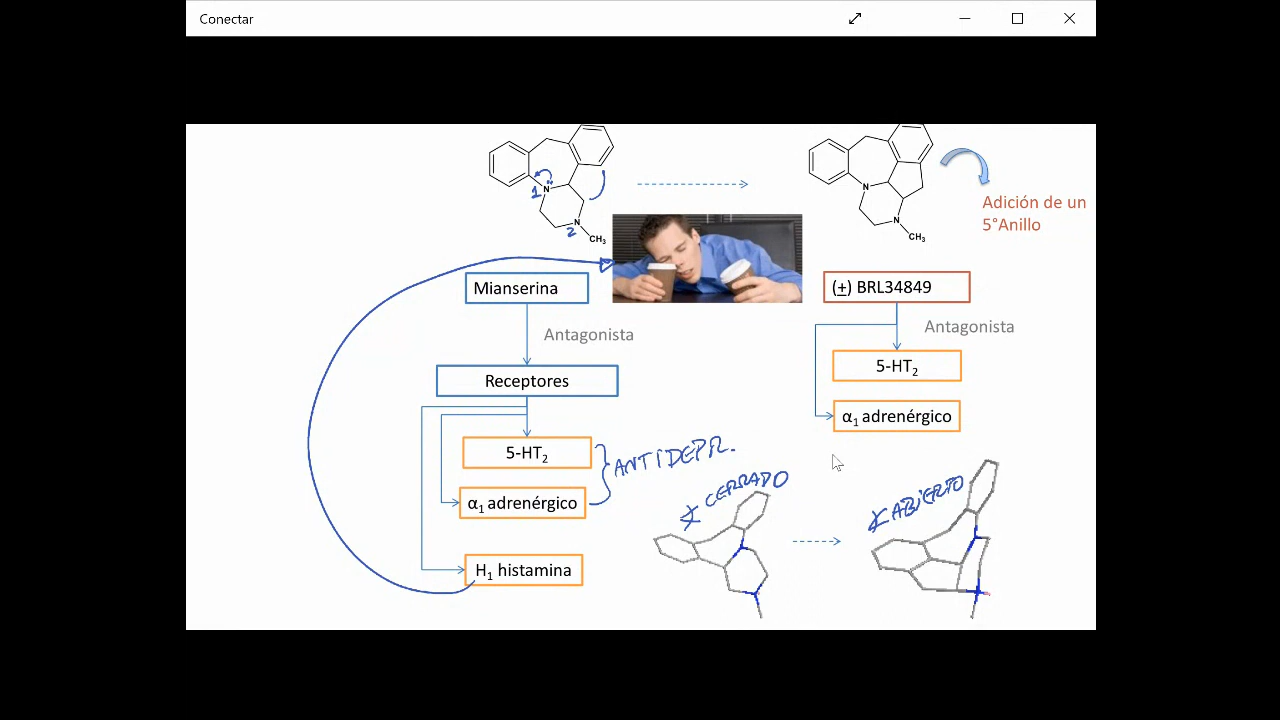 Conectar
N
1
N
2
CH₃
N
N
CH₃
Adición de un
5°Anillo
Mianserina
(±) BRL34849
Antagonista
Antagonista
Receptores
5-HT₂
α₁ adrenérgico
5-HT₂
ANTIDEPR.
α₁ adrenérgico
H₁ histamina
CERRADO
ABIERTO